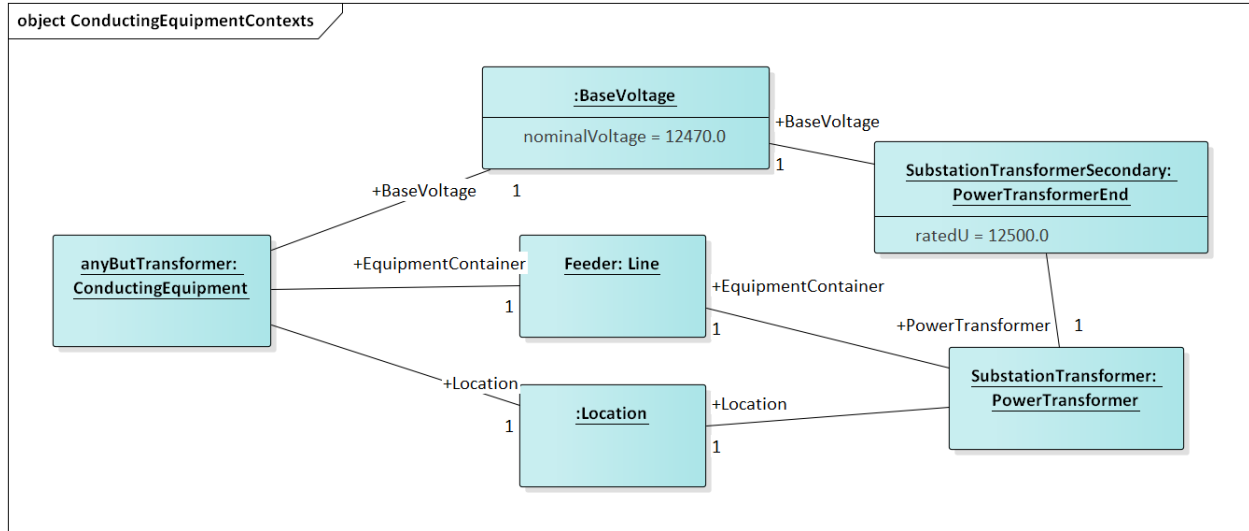 object ConductingEquipmentContexts
:BaseVoltage
nominalVoltage = 12470.0
+BaseVoltage
1
SubstationTransformerSecondary:
PowerTransformerEnd
ratedU = 12500.0
+BaseVoltage
1
anyButTransformer:
ConductingEquipment
+EquipmentContainer
1
Feeder: Line
+EquipmentContainer
1
+PowerTransformer
1
SubstationTransformer:
PowerTransformer
+Location
1
:Location
+Location
1